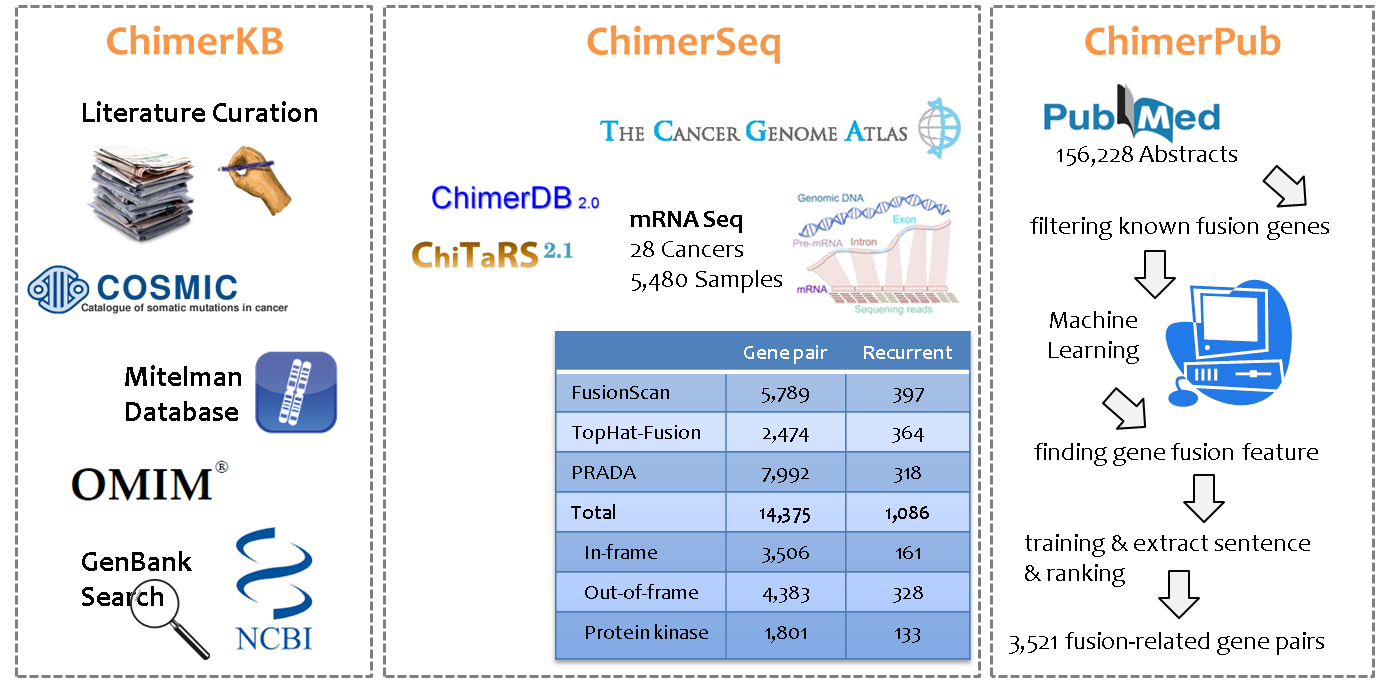 ChimerKB
Literature Curation
COSMIC
Catalogue of somatic mutations in cancer
Mitelman
Database
OMIM®
GenBank
Search
NCBI
ChimerSeq
THE CANCER GENOME ATLAS
ChimerDB 2.0
ChiTaRS 2.1
mRNA Seq
28 Cancers
5,480 Samples
Genomic DNA
Exon
Pre-mRNA Intron
mRNA
Sequencing reads
Gene pair Recurrent
FusionScan 5,789 397
TopHat-Fusion 2,474 364
PRADA 7,992 318
Total 14,375 1,086
In-frame 3,506 161
Out-of-frame 4,383 328
Protein kinase 1,801 133
ChimerPub
PubMed
156,228 Abstracts
filtering known fusion genes
Machine
Learning
finding gene fusion feature
training & extract sentence
& ranking
3,521 fusion-related gene pairs